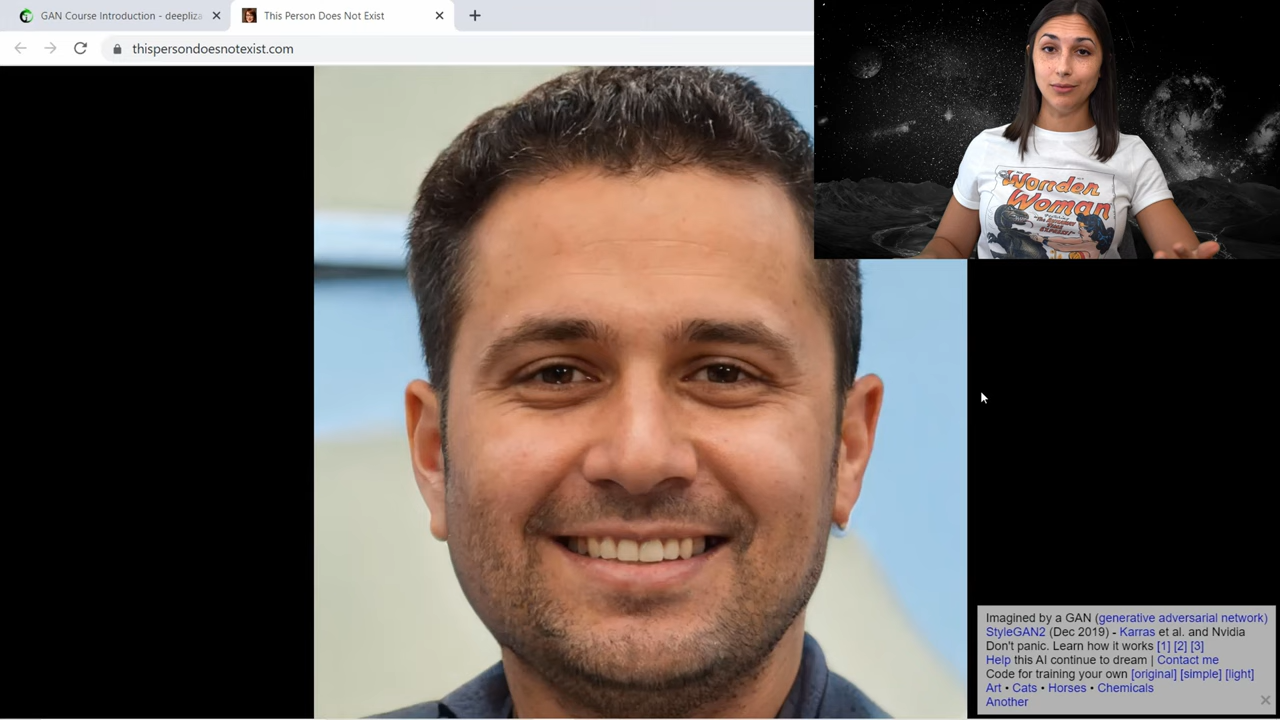 GAN Course Introduction - deepliza
This Person Does Not Exist
thispersondoesnotexist.com
Wonder
Woman
Imagined by a GAN (generative adversarial network)
StyleGAN2 (Dec 2019) - Karras et al. and Nvidia
Don't panic. Learn how it works [1] [2] [3]
Help this AI continue to dream | Contact me
Code for training your own [original] [simple] [light]
Art • Cats • Horses • Chemicals
Another